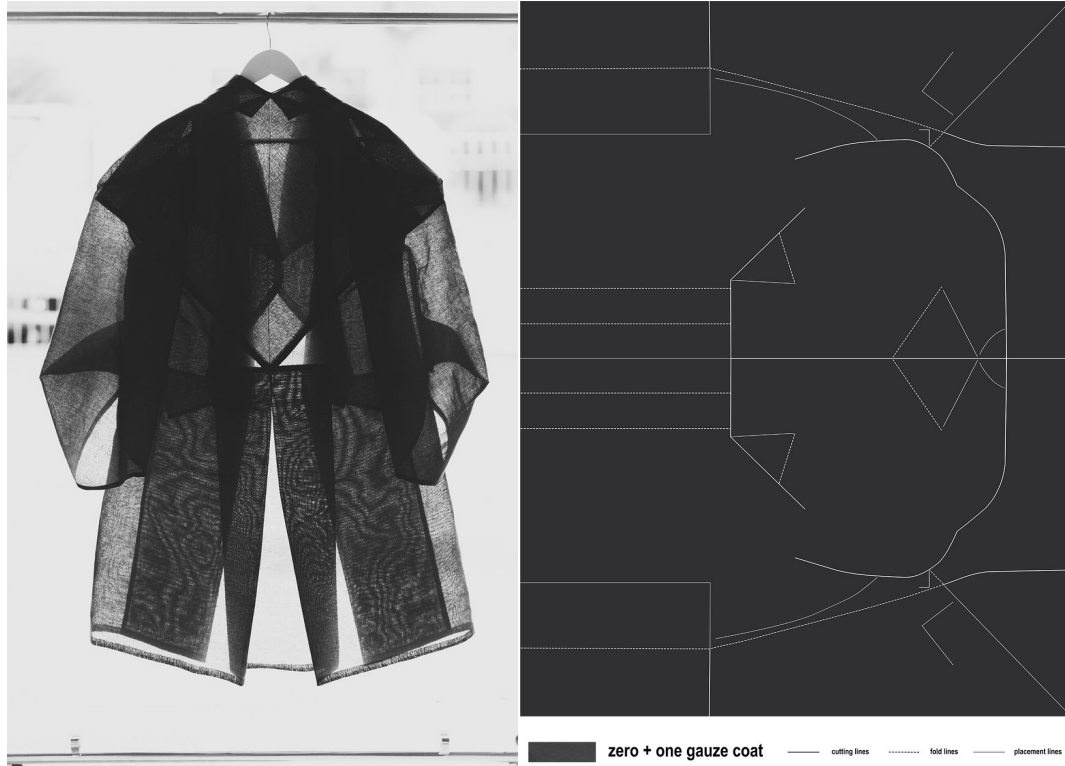 zero + one gauze coat
cutting lines
fold lines
placement lines